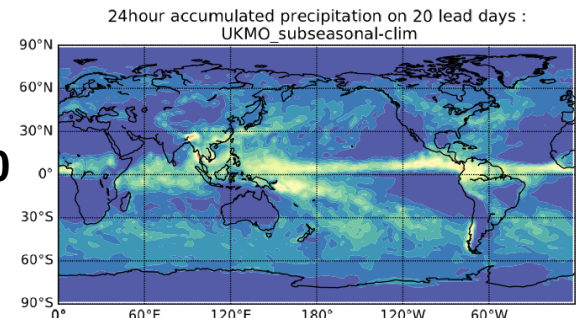 24hour accumulated precipitation on 20 lead days :
UKMO_subseasonal-clim
90°N
60°N
30°N
0°
30°S
60°S
90°S
0° 60°E 120°E 180° 120°W 60°W